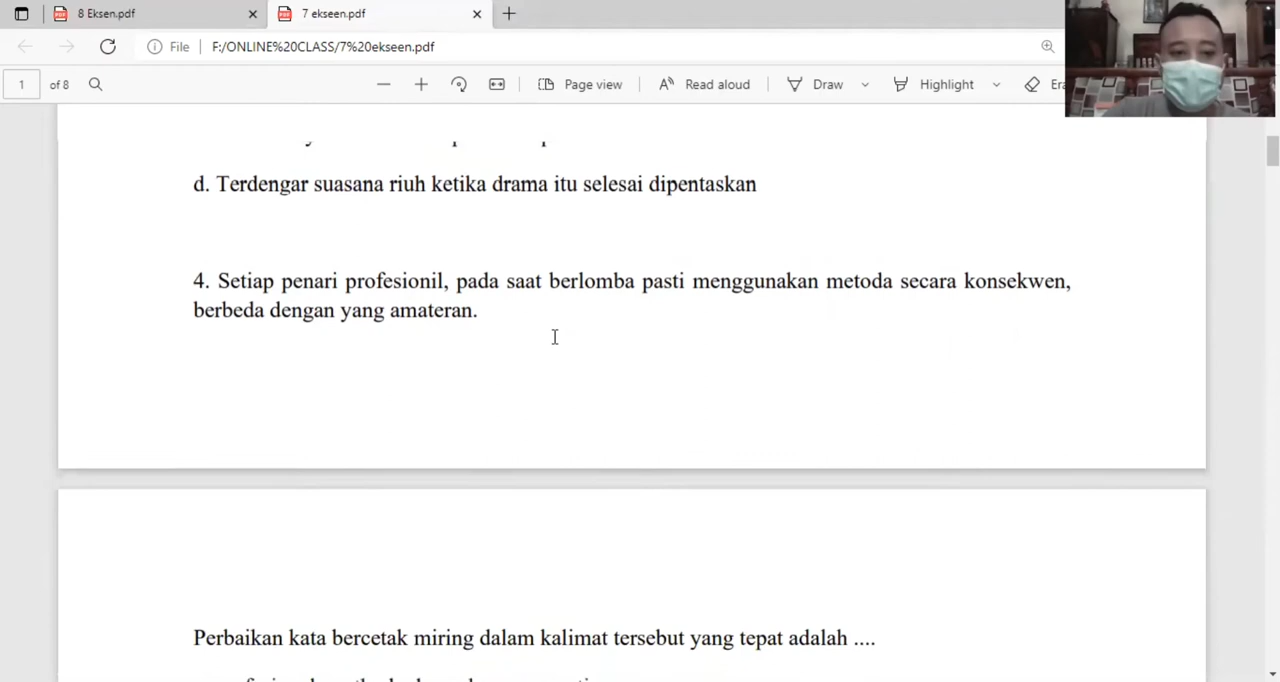 8 Eksen.pdf
7 ekseen.pdf
File F:/ONLINE%20CLASS/7%20ekseen.pdf
1 of 8
Page view
Read aloud
Draw
Highlight
d. Terdengar suasana riuh ketika drama itu selesai dipentaskan
4. Setiap penari profesionil, pada saat berlomba pasti menggunakan metoda secara konsekwen,
berbeda dengan yang amateran.
Perbaikan kata bercetak miring dalam kalimat tersebut yang tepat adalah ....